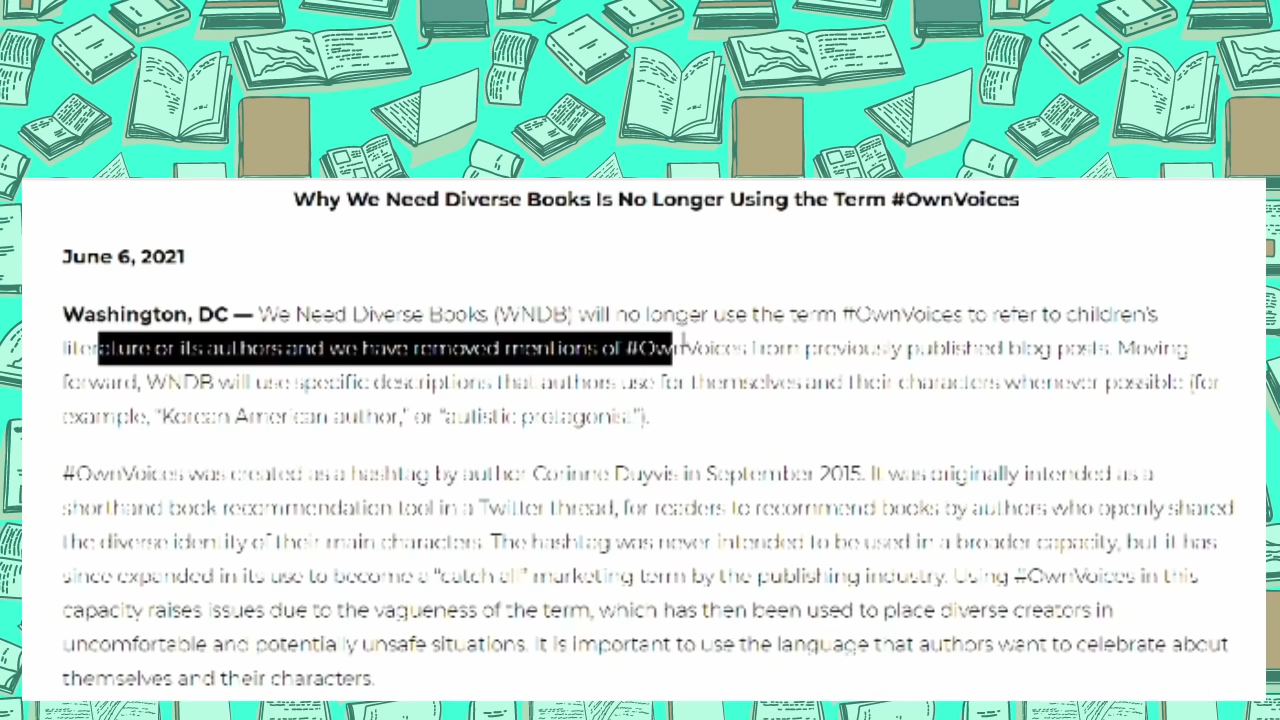 Why We Need Diverse Books Is No Longer Using the Term #OwnVoices
June 6, 2021
Washington, DC — We Need Diverse Books (WNDB) will no longer use the term #OwnVoices to refer to children's
literature or its authors and we have removed mentions of #OwnVoices from previously published blog posts. Moving
forward, WNDB will use specific descriptions that authors use for themselves and their characters whenever possible (for
example, "Korean American author," or "autistic protagonist").
#OwnVoices was created as a hashtag by author Corinne Duyvis in September 2015. It was originally intended as a
shorthand book recommendation tool in a Twitter thread, for readers to recommend books by authors who openly shared
the diverse identity of their main characters. The hashtag was never intended to be used in a broader capacity, but it has
since expanded in its use to become a "catch all" marketing term by the publishing industry. Using #OwnVoices in this
capacity raises issues due to the vagueness of the term, which has then been used to place diverse creators in
uncomfortable and potentially unsafe situations. It is important to use the language that authors want to celebrate about
themselves and their characters.